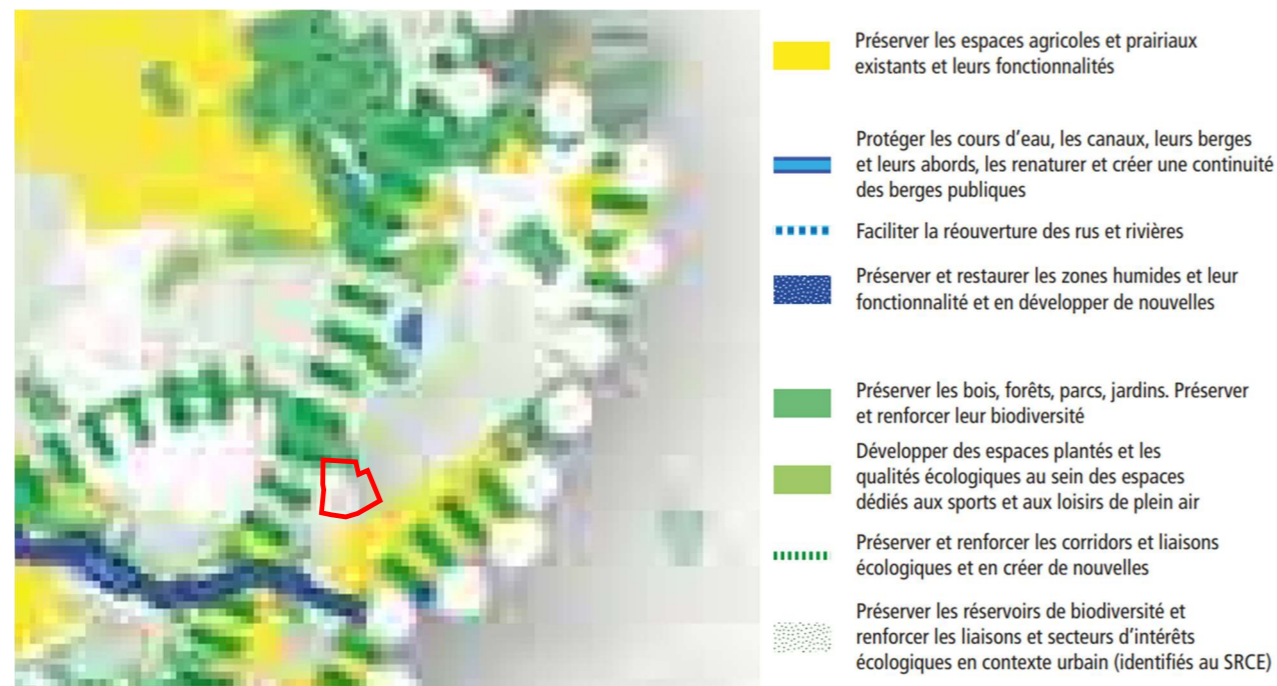 Préserver les espaces agricoles et prairiaux
existants et leurs fonctionnalités
Protéger les cours d’eau, les canaux, leurs berges
et leurs abords, les renaturer et créer une continuité
des berges publiques
Faciliter la réouverture des rus et rivières
Préserver et restaurer les zones humides et leur
fonctionnalité et en développer de nouvelles
Préserver les bois, forêts, parcs, jardins. Préserver
et renforcer leur biodiversité
Développer des espaces plantés et les
qualités écologiques au sein des espaces
dédiés aux sports et aux loisirs de plein air
Préserver et renforcer les corridors et liaisons
écologiques et en créer de nouvelles
Préserver les réservoirs de biodiversité et
renforcer les liaisons et secteurs d’intérêts
écologiques en contexte urbain (identifiés au SRCE)